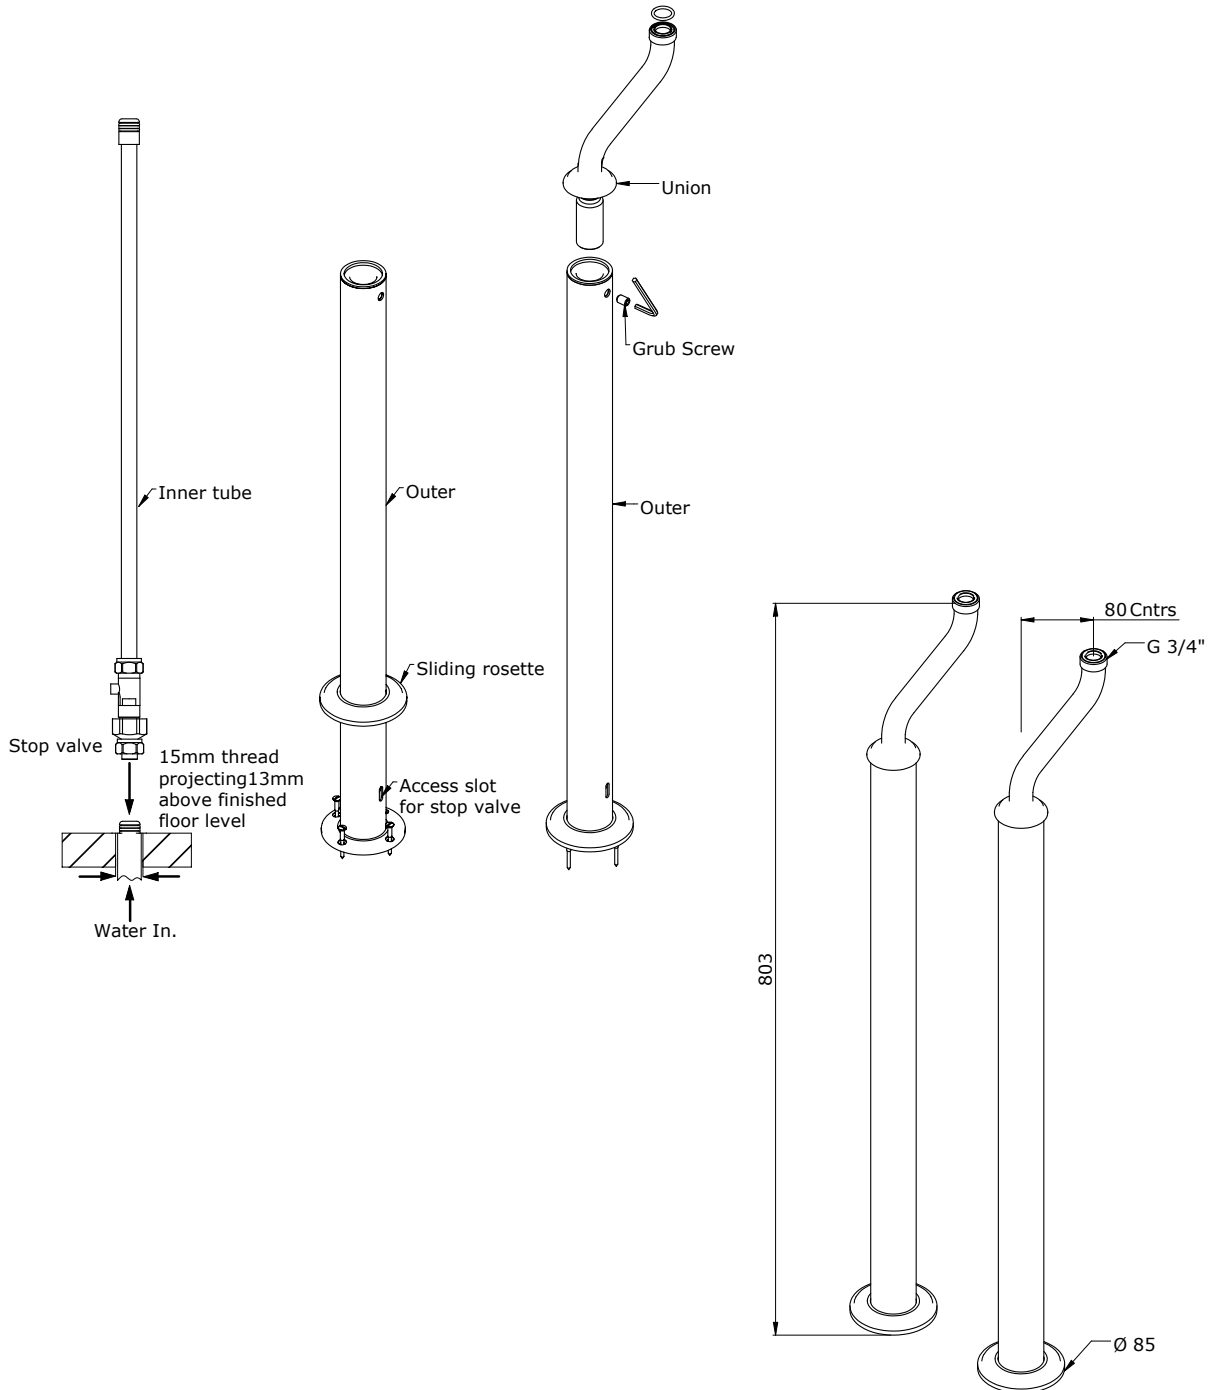 Union
Grub Screw
Inner tube
Outer
Outer
Sliding rosette
Stop valve
15mm thread
projecting13mm
above finished
floor level
Access slot
for stop valve
Water In.
80 Cntrs
G 3/4"
803
Ø 85